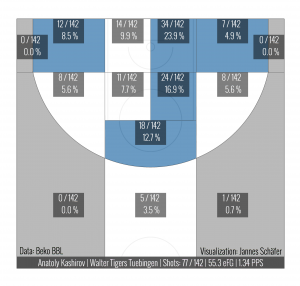 12 / 142 14 / 142 34 / 142 7 / 142
8.5 % 9.9 % 23.9 % 4.9 %
0 / 142 0 / 142
0.0 % 0.0 %
8 / 142 11 / 142 24 / 142 8 / 142
5.6 % 7.7 % 16.9 % 5.6 %
18 / 142
12.7 %
0 / 142 5 / 142 1 / 142
0.0 % 3.5 % 0.7 %
Data: Beko BBL Visualization: Jannes Schäfer
Anatoly Kashirov | Walter Tigers Tuebingen | Shots: 77 / 142 | 55.3 eFG | 1.34 PPS